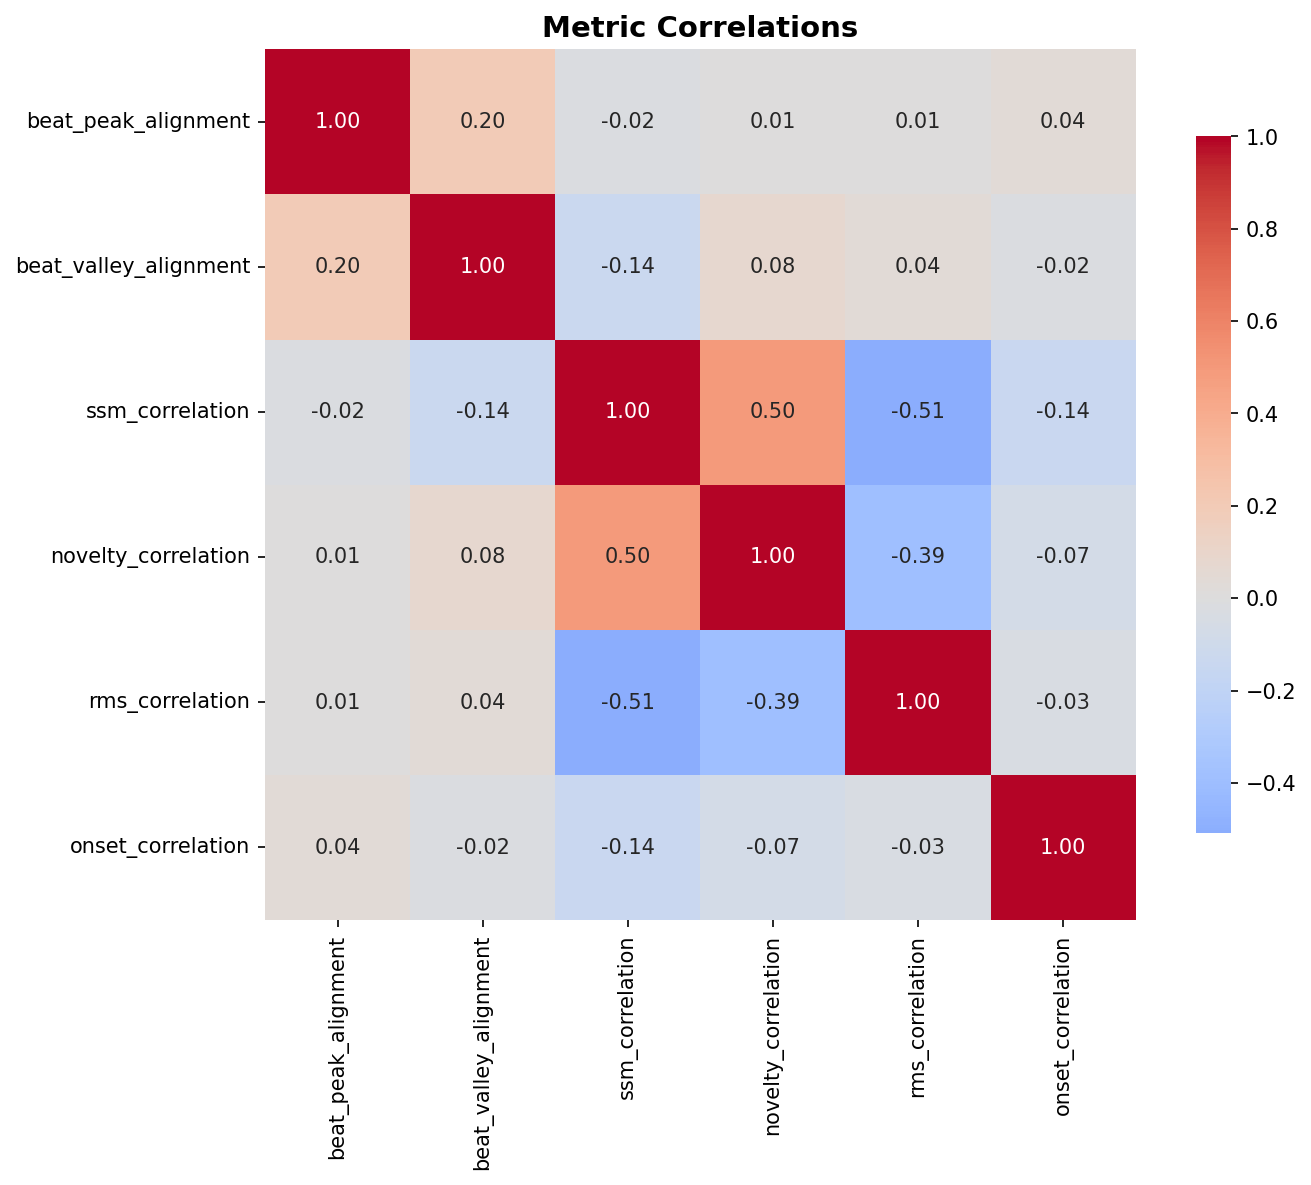 Metric Correlations
beat_peak_alignment 1.00 0.20 -0.02 0.01 0.01 0.04
beat_valley_alignment 0.20 1.00 -0.14 0.08 0.04 -0.02
ssm_correlation -0.02 -0.14 1.00 0.50 -0.51 -0.14
novelty_correlation 0.01 0.08 0.50 1.00 -0.39 -0.07
rms_correlation 0.01 0.04 -0.51 -0.39 1.00 -0.03
onset_correlation 0.04 -0.02 -0.14 -0.07 -0.03 1.00
beat_peak_alignment
beat_valley_alignment
ssm_correlation
novelty_correlation
rms_correlation
onset_correlation
1.0
0.8
0.6
0.4
0.2
0.0
−0.2
−0.4